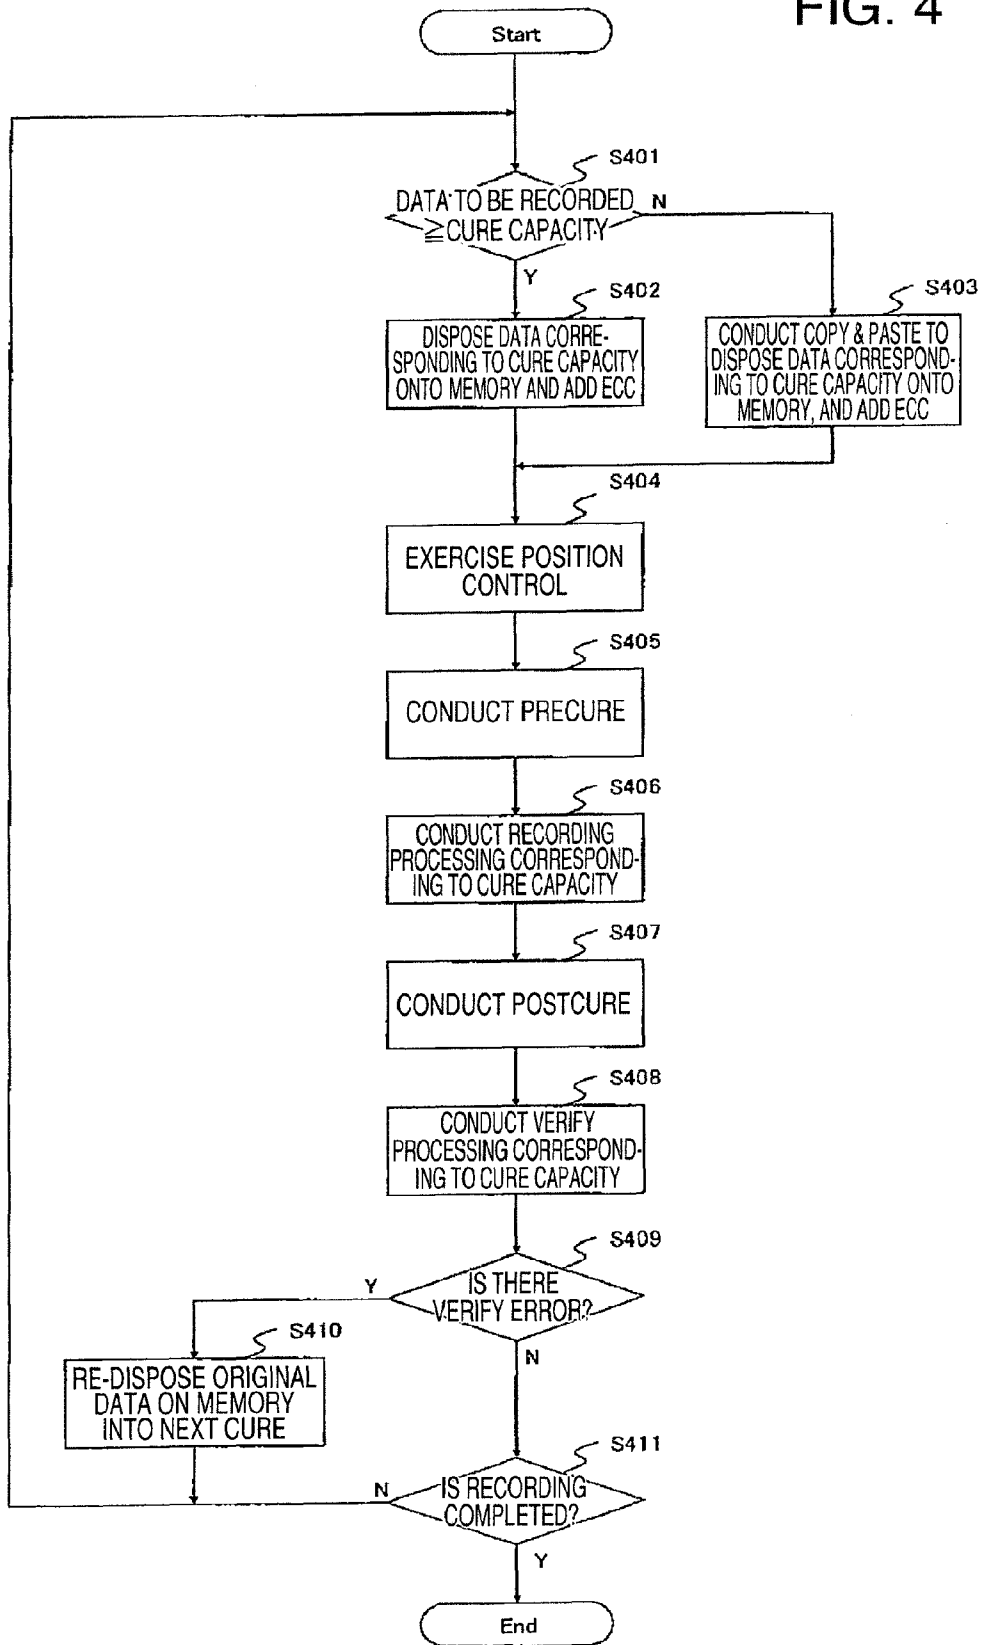 FIG. 4
Start
S401
DATA TO BE RECORDED
≧CURE CAPACITY
N
Y
S402
DISPOSE DATA CORRE-
SPONDING TO CURE CAPACITY
ONTO MEMORY AND ADD ECC
S403
CONDUCT COPY & PASTE TO
DISPOSE DATA CORRESPOND-
ING TO CURE CAPACITY ONTO
MEMORY, AND ADD ECC
S404
EXERCISE POSITION
CONTROL
S405
CONDUCT PRECURE
S406
CONDUCT RECORDING
PROCESSING CORRESPOND-
ING TO CURE CAPACITY
S407
CONDUCT POSTCURE
S408
CONDUCT VERIFY
PROCESSING CORRESPOND-
ING TO CURE CAPACITY
S409
IS THERE
VERIFY ERROR?
Y
N
S410
RE-DISPOSE ORIGINAL
DATA ON MEMORY
INTO NEXT CURE
S411
IS RECORDING
COMPLETED?
N
Y
End